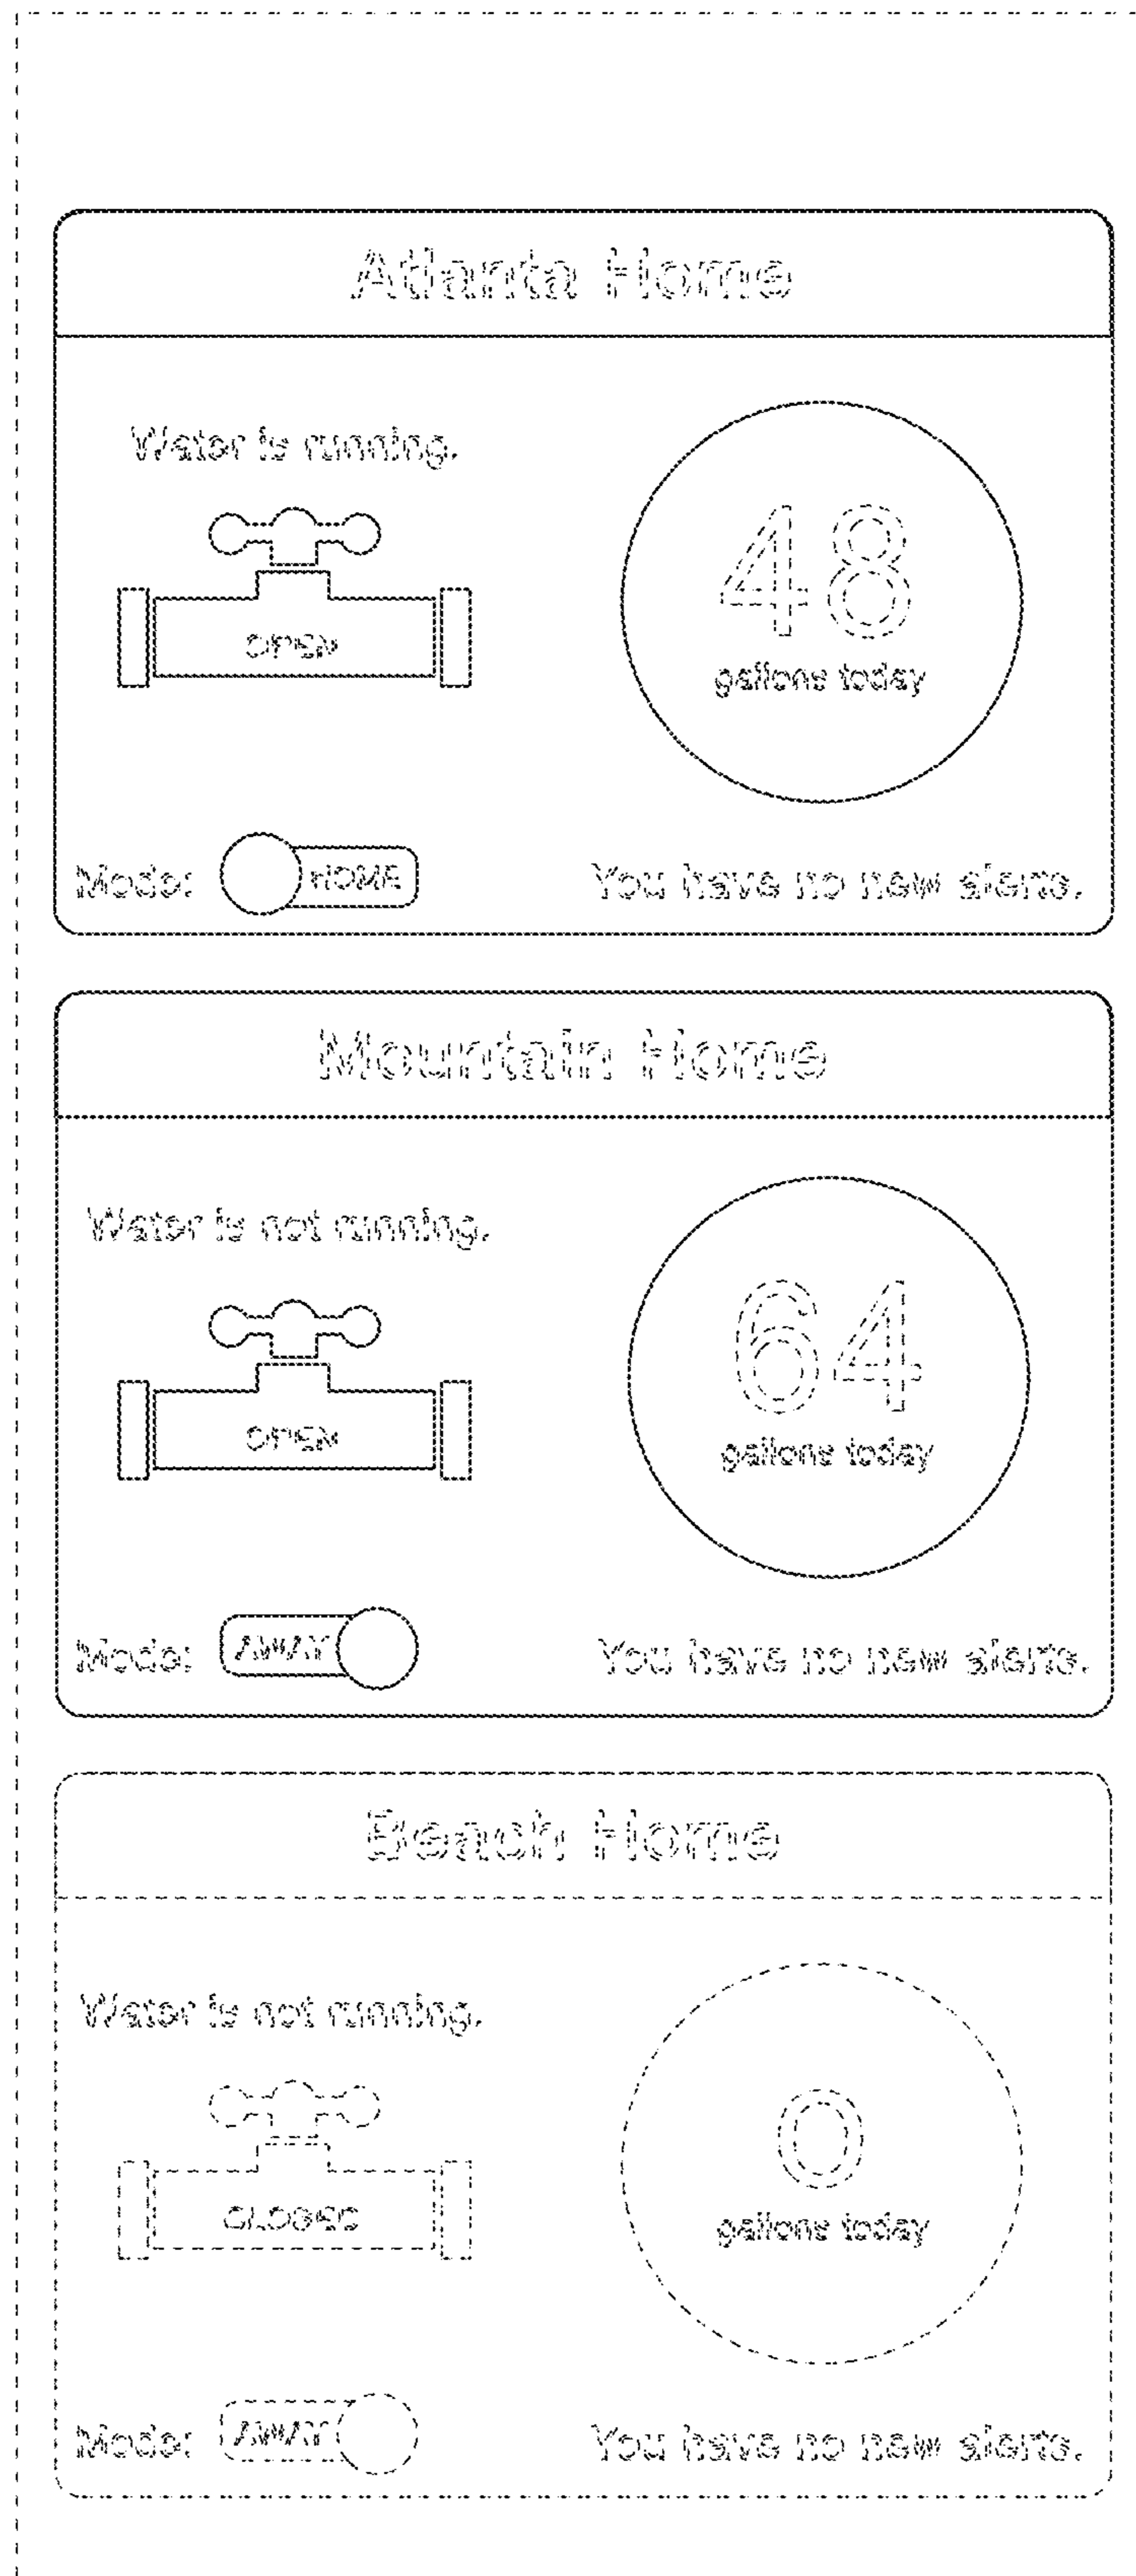 Atlanta Home
Water is running.
48
OPEN
gallons today
Mode: HOME
You have no new alerts.
Mountain Home
Water is not running.
64
OPEN
gallons today
Mode: AWAY
You have no new alerts.
Beach Home
Water is not running.
0
CLOSED
gallons today
Mode: AWAY
You have no new alerts.